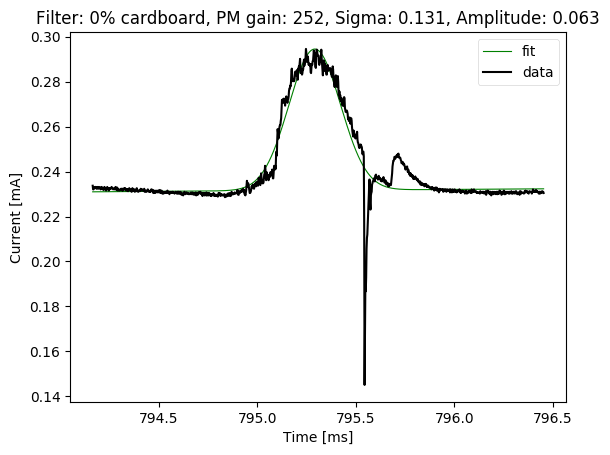 Filter: 0% cardboard, PM gain: 252, Sigma: 0.131, Amplitude: 0.063
fit
data
0.30
0.28
0.26
0.24
0.22
0.20
0.18
0.16
0.14
Current [mA]
794.5 795.0 795.5 796.0 796.5
Time [ms]